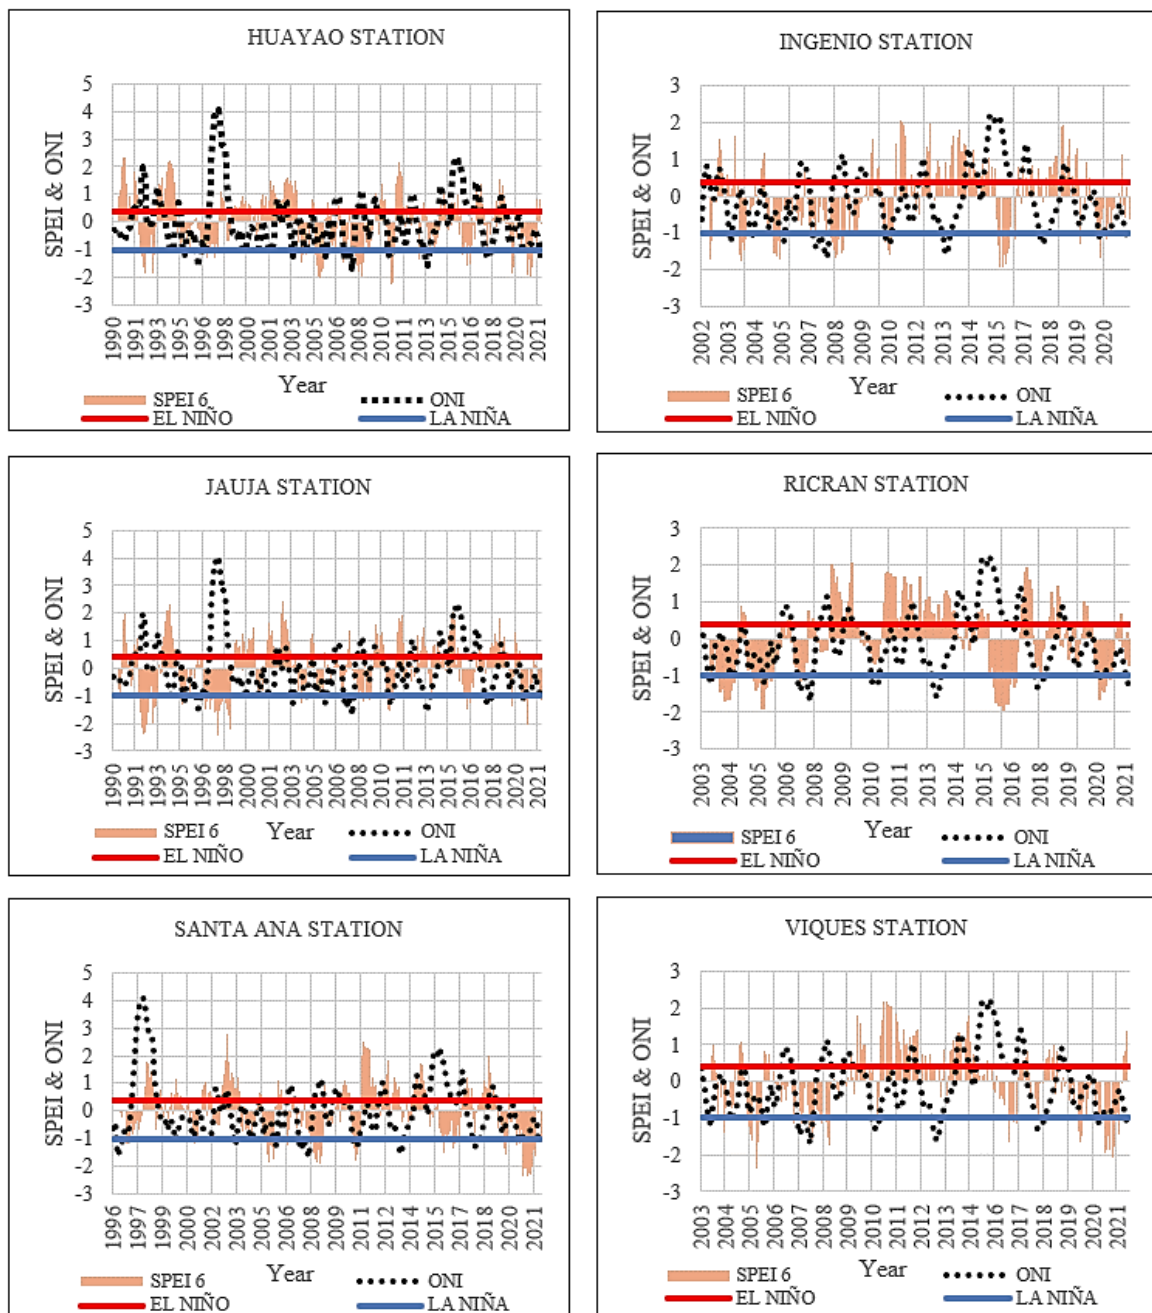 HUAYAO STATION
SPEI & ONI
5
4
3
2
1
0
-1
-2
-3
1990 1991 1993 1995 1996 1998 2000 2001 2003 2005 2006 2008 2010 2011 2013 2015 2016 2018 2020 2021
Year
SPEI 6 ONI
EL NIÑO LA NIÑA
INGENIO STATION
SPEI & ONI
3
2
1
0
-1
-2
-3
2002 2003 2004 2005 2007 2008 2009 2010 2012 2013 2014 2015 2017 2018 2019 2020
Year
SPEI 6 ONI
EL NIÑO LA NIÑA
JAUJA STATION
SPEI & ONI
5
4
3
2
1
0
-1
-2
-3
1990 1991 1993 1995 1996 1998 2000 2001 2003 2005 2006 2008 2010 2011 2013 2015 2016 2018 2020 2021
Year
SPEI 6 ONI
EL NIÑO LA NIÑA
RICRAN STATION
SPEI & ONI
3
2
1
0
-1
-2
-3
2003 2004 2005 2006 2008 2009 2010 2011 2013 2014 2015 2016 2018 2019 2020 2021
Year
SPEI 6 ONI
EL NIÑO LA NIÑA
SANTA ANA STATION
SPEI & ONI
5
4
3
2
1
0
-1
-2
-3
1996 1997 1999 2000 2002 2003 2005 2006 2008 2009 2011 2012 2014 2015 2017 2018 2020 2021
Year
SPEI 6 ONI
EL NIÑO LA NIÑA
VIQUES STATION
SPEI & ONI
3
2
1
0
-1
-2
-3
2003 2004 2005 2006 2007 2008 2009 2010 2011 2012 2013 2014 2015 2016 2017 2018 2019 2020 2021
Year
SPEI 6 ONI
EL NIÑO LA NIÑA